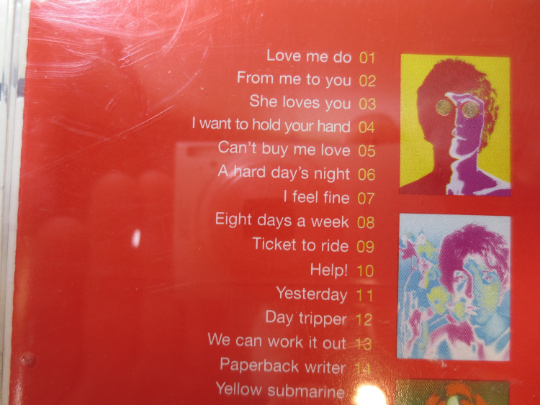 Love me do 01
From me to you 02
She loves you 03
I want to hold your hand 04
Can't buy me love 05
A hard day's night 06
I feel fine 07
Eight days a week 08
Ticket to ride 09
Help! 10
Yesterday 11
Day tripper 12
We can work it out 13
Paperback writer 14
Yellow submarine